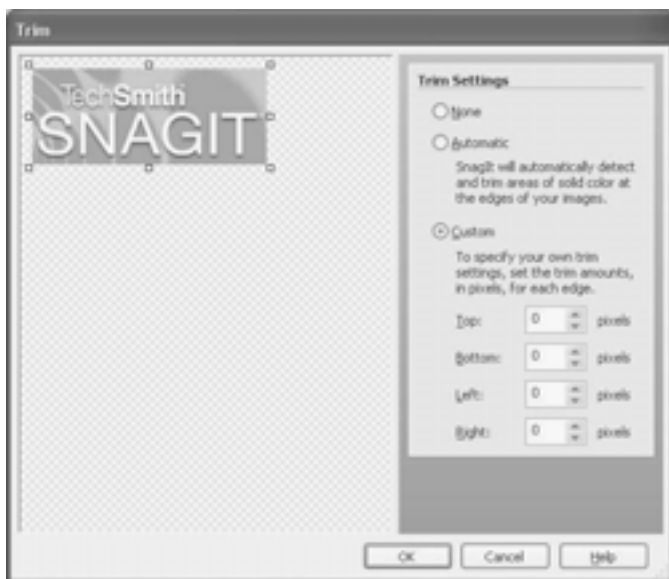 Trim
TechSmith
SNAGIT
Trim Settings
None
Automatic
SnagIt will automatically detect
and trim areas of solid color at
the edges of your images.
Custom
To specify your own trim
settings, set the trim amounts,
in pixels, for each edge.
Top: 0 pixels
Bottom: 0 pixels
Left: 0 pixels
Right: 0 pixels
OK Cancel Help